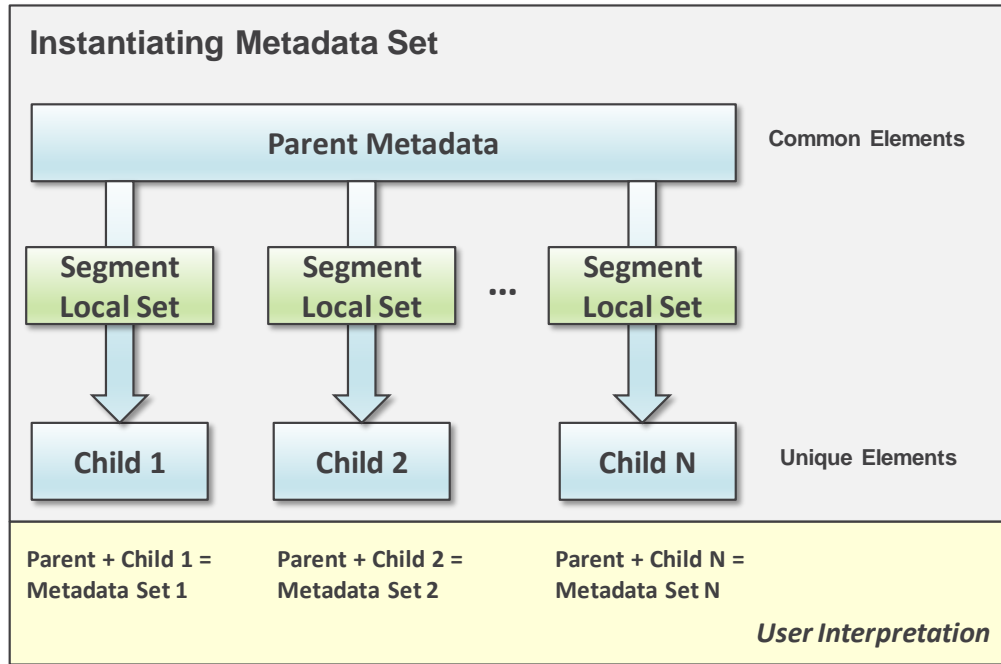 Instantiating Metadata Set
Parent Metadata
Common Elements
Segment
Local Set
Segment
Local Set
...
Segment
Local Set
Child 1
Child 2
Child N
Unique Elements
Parent + Child 1 =
Metadata Set 1
Parent + Child 2 =
Metadata Set 2
Parent + Child N =
Metadata Set N
User Interpretation